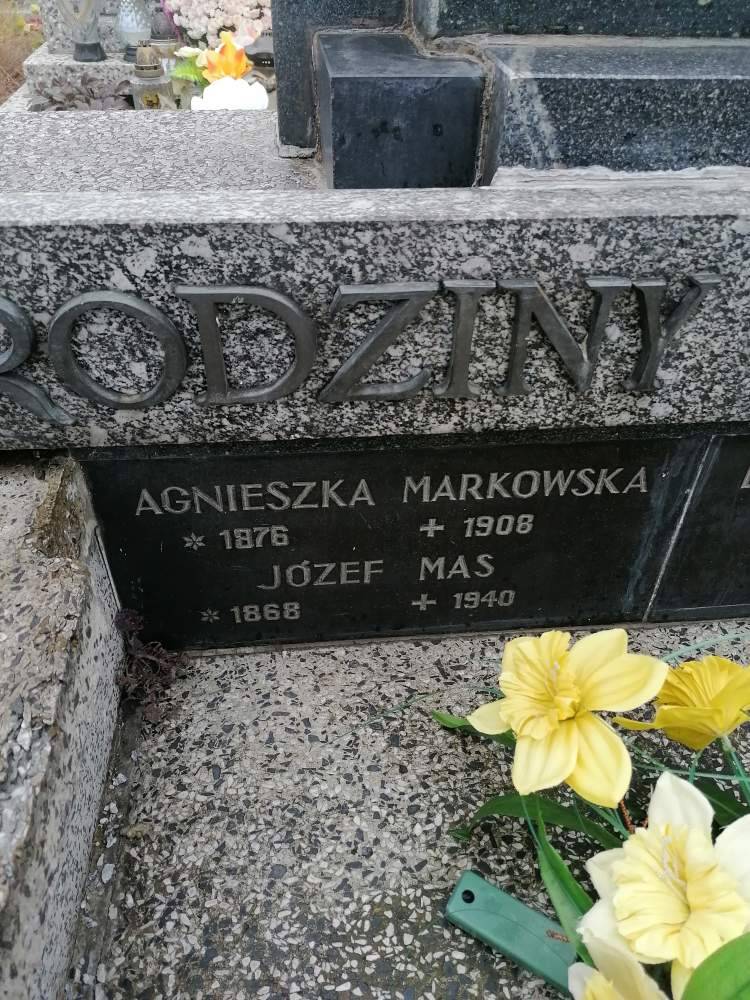 RODZINY
AGNIESZKA MARKOWSKA
* 1876 + 1908
JÓZEF MAS
* 1868 + 1940